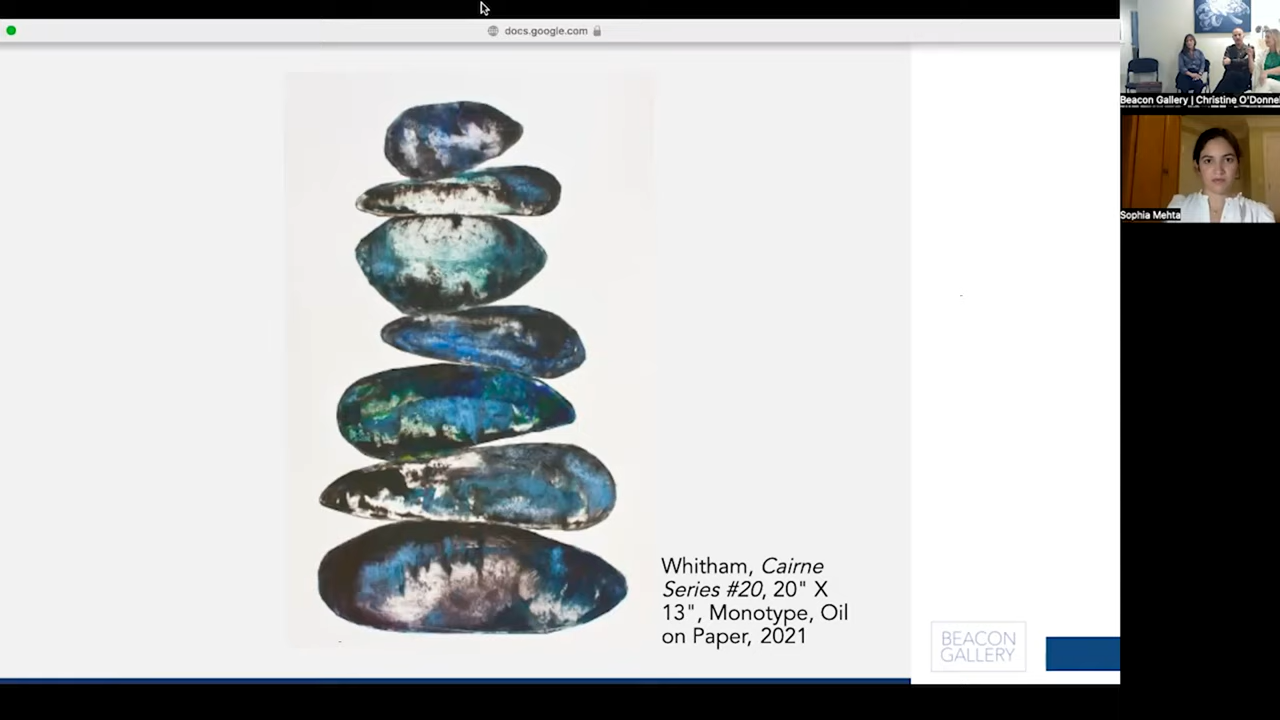 docs.google.com
Beacon Gallery | Christine O'Donnel
Sophia Mehta
Whitham, Cairne
Series #20, 20" X
13", Monotype, Oil
on Paper, 2021
BEACON
GALLERY